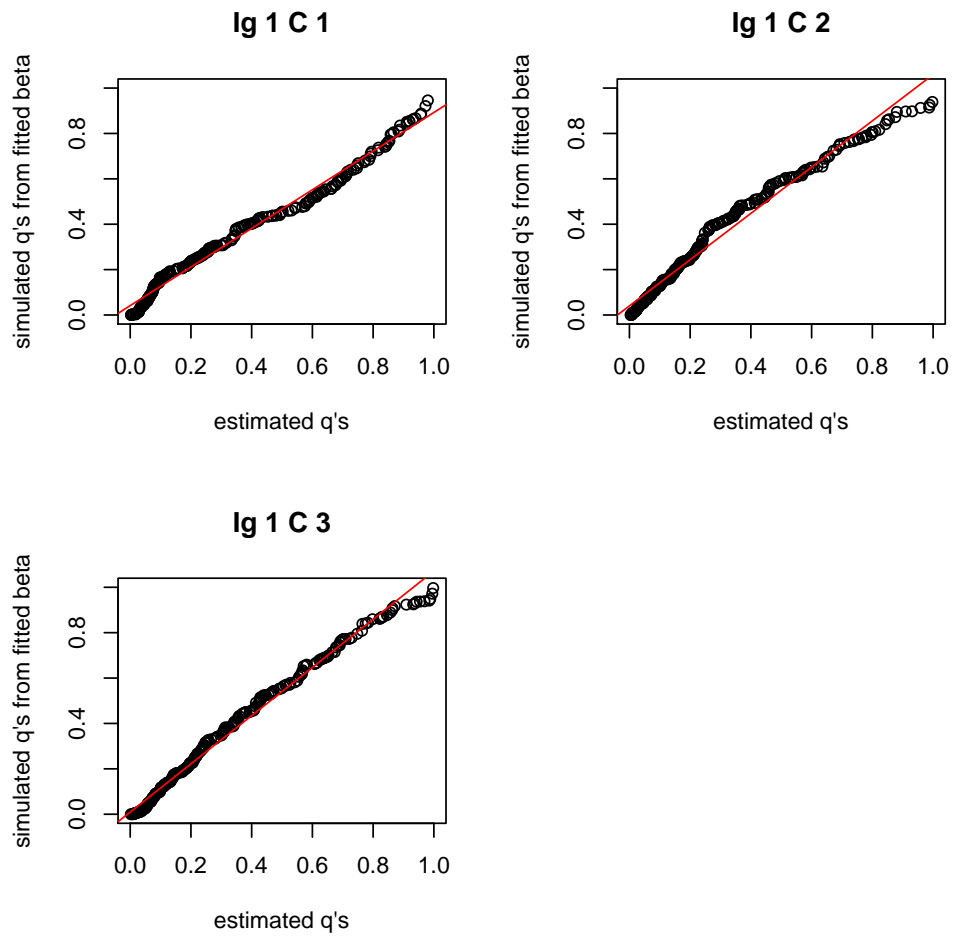 Ig 1 C 1
simulated q's from fitted beta
0.0 0.4 0.8
0.0 0.2 0.4 0.6 0.8 1.0
estimated q's
Ig 1 C 2
simulated q's from fitted beta
0.0 0.4 0.8
0.0 0.2 0.4 0.6 0.8 1.0
estimated q's
Ig 1 C 3
simulated q's from fitted beta
0.0 0.4 0.8
0.0 0.2 0.4 0.6 0.8 1.0
estimated q's